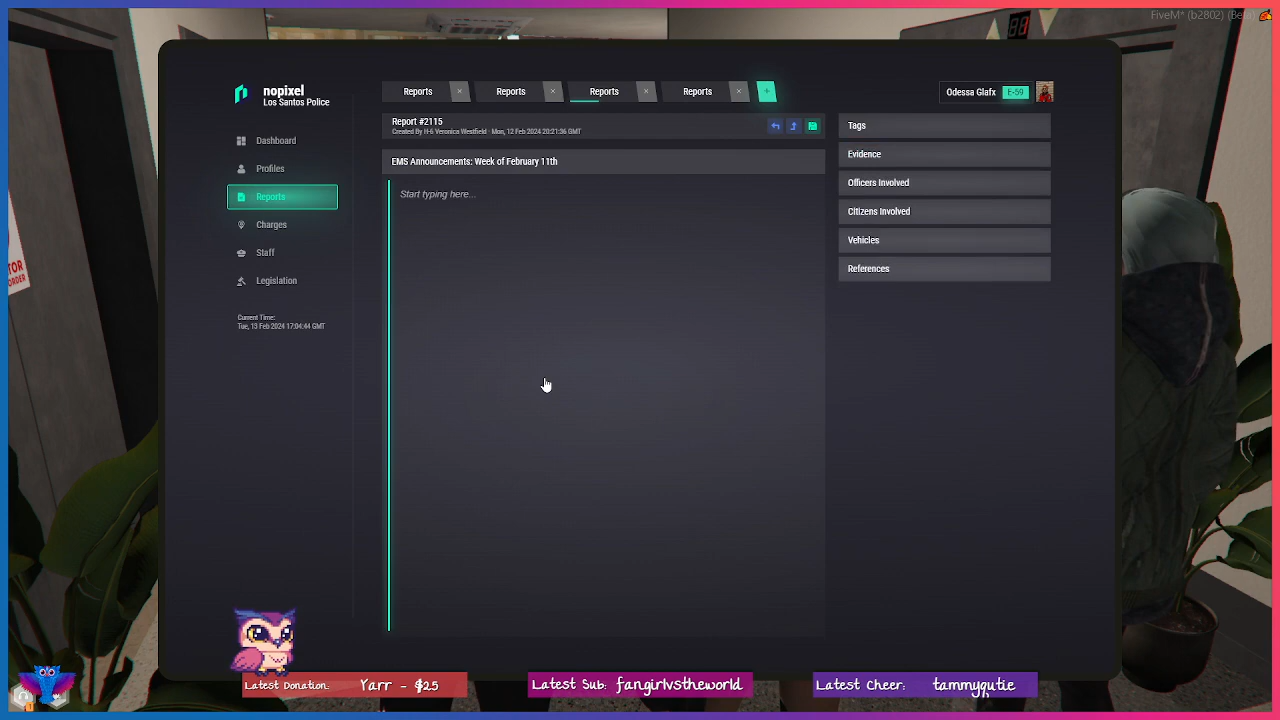 FiveM* (b2802) (Beta)
nopixel
Los Santos Police
Reports ×
Reports ×
Reports ×
Reports ×
+
Odessa Glafx E-59
Dashboard
Profiles
Reports
Charges
Staff
Legislation
Current Time:
Tue, 13 Feb 2024 17:04:44 GMT
Report #2115
Created By H-6 Veronica Westfield - Mon, 12 Feb 2024 20:21:36 GMT
EMS Announcements: Week of February 11th
Start typing here...
Tags
Evidence
Officers Involved
Citizens Involved
Vehicles
References
Latest Donation: Yarr - $25
Latest Sub: fangirlvstheworld
Latest Cheer: tammyqutie